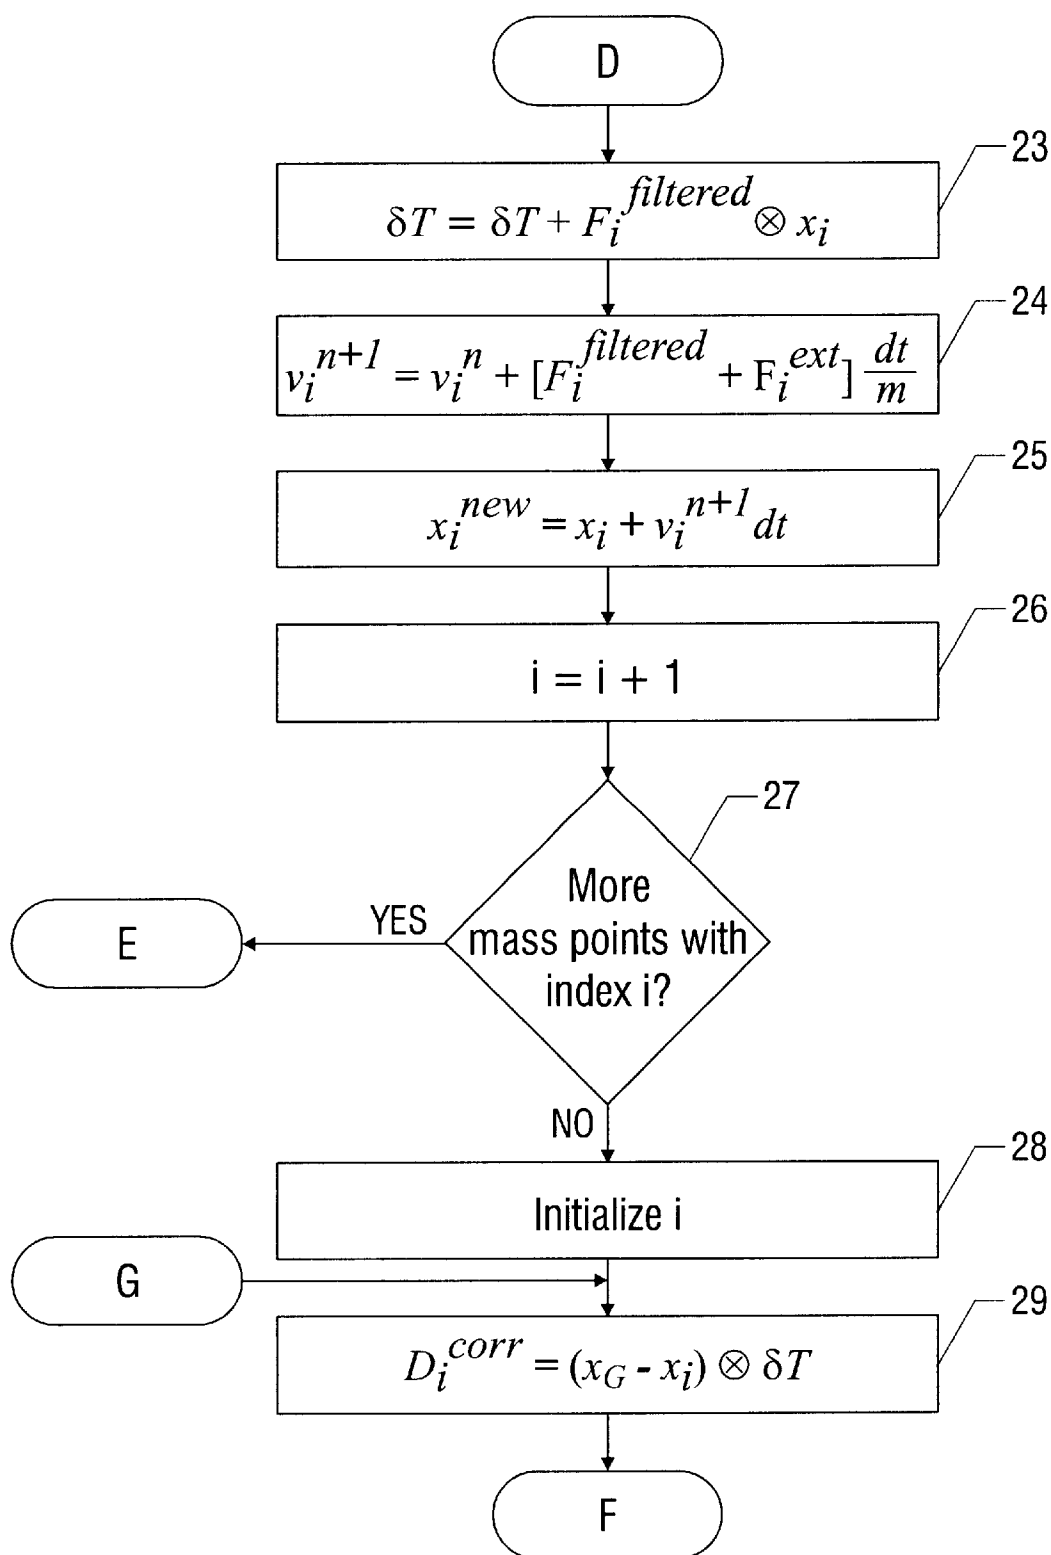 D
23
δT = δT + F_i^filtered ⊗ x_i
24
v_i^n+1 = v_i^n + [F_i^filtered + F_i^ext] dt/m
25
x_i^new = x_i + v_i^n+1 dt
26
i = i + 1
27
More
mass points with
index i?
YES
E
NO
28
Initialize i
G
29
D_i^corr = (x_G - x_i) ⊗ δT
F